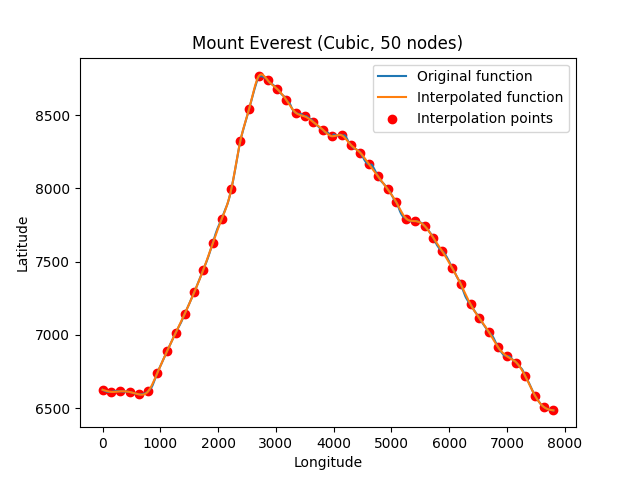 Mount Everest (Cubic, 50 nodes)
Original function
Interpolated function
Interpolation points
8500
8000
7500
7000
6500
Latitude
0
1000
2000
3000
4000
5000
6000
7000
8000
Longitude